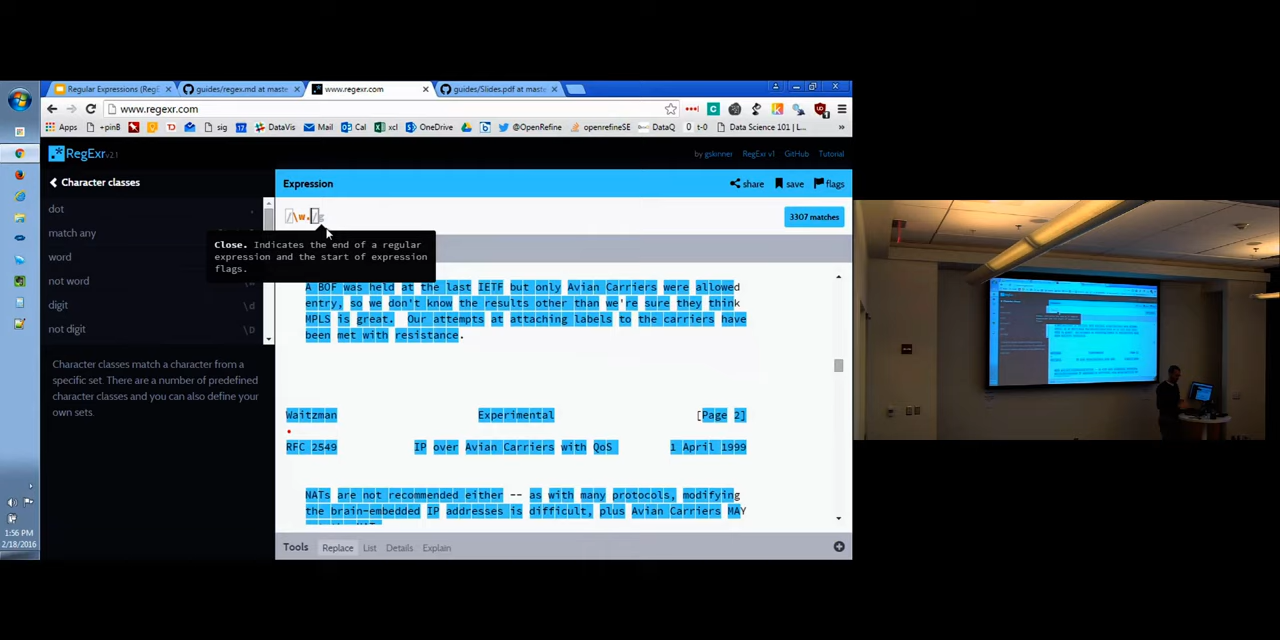 Regular Expressions (RegE
guides/regex.md at maste
www.regexr.com
guides/Slides.pdf at maste
www.regexr.com
Apps
+pinB
TD
sig
17
DataVis
Mail
Cal
xcl
OneDrive
@OpenRefine
openrefineSE
DataQ
t-0
Data Science 101 | L...
»
RegExr v2.1
by gskinner
RegExr v1
GitHub
Tutorial
Character classes
Expression
share
save
flags
dot .
match any
word
not word
digit \d
not digit \D
/\w./g
3307 matches
Close. Indicates the end of a regular
expression and the start of expression
flags.
Character classes match a character from a
specific set. There are a number of predefined
character classes and you can also define your
own sets.
A BOF was held at the last IETF but only Avian Carriers were allowed
entry, so we don't know the results other than we're sure they think
MPLS is great. Our attempts at attaching labels to the carriers have
been met with resistance.
Waitzman Experimental [Page 2]
RFC 2549 IP over Avian Carriers with QoS 1 April 1999
NATs are not recommended either -- as with many protocols, modifying
the brain-embedded IP addresses is difficult, plus Avian Carriers MAY
Tools
Replace
List
Details
Explain
1:56 PM
2/18/2016